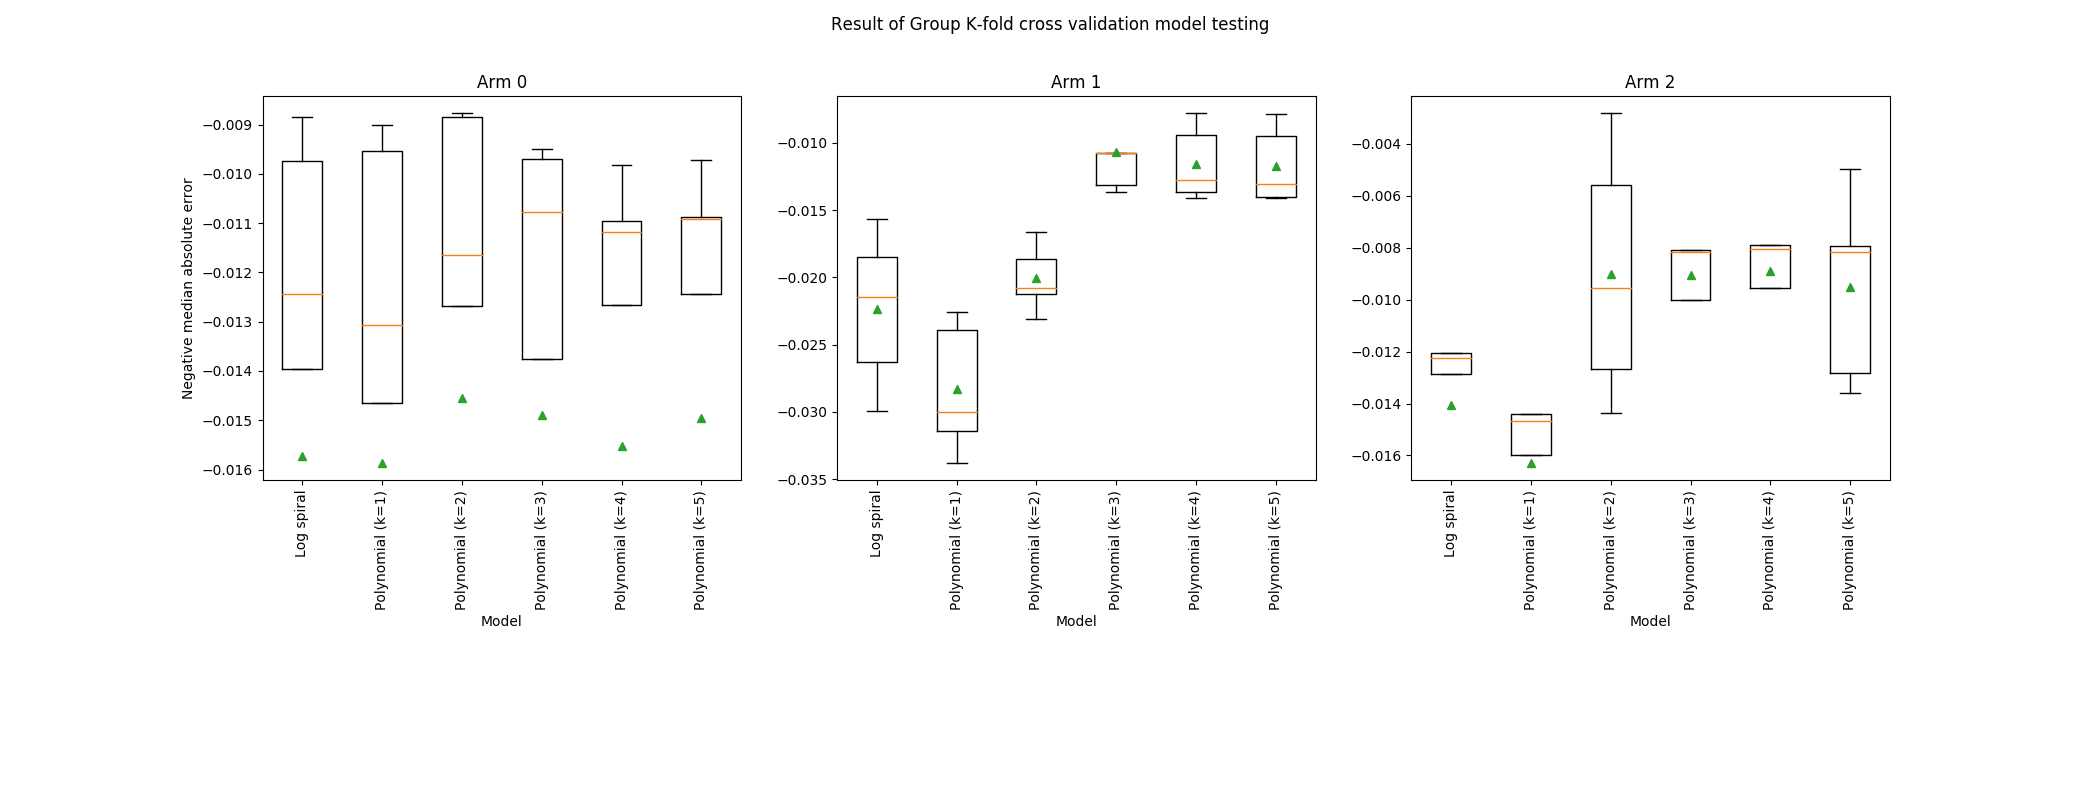 Result of Group K-fold cross validation model testing
Arm 0
Negative median absolute error
−0.009
−0.010
−0.011
−0.012
−0.013
−0.014
−0.015
−0.016
Log spiral
Polynomial (k=1)
Polynomial (k=2)
Polynomial (k=3)
Polynomial (k=4)
Polynomial (k=5)
Model
Arm 1
−0.010
−0.015
−0.020
−0.025
−0.030
−0.035
Log spiral
Polynomial (k=1)
Polynomial (k=2)
Polynomial (k=3)
Polynomial (k=4)
Polynomial (k=5)
Model
Arm 2
−0.004
−0.006
−0.008
−0.010
−0.012
−0.014
−0.016
Log spiral
Polynomial (k=1)
Polynomial (k=2)
Polynomial (k=3)
Polynomial (k=4)
Polynomial (k=5)
Model